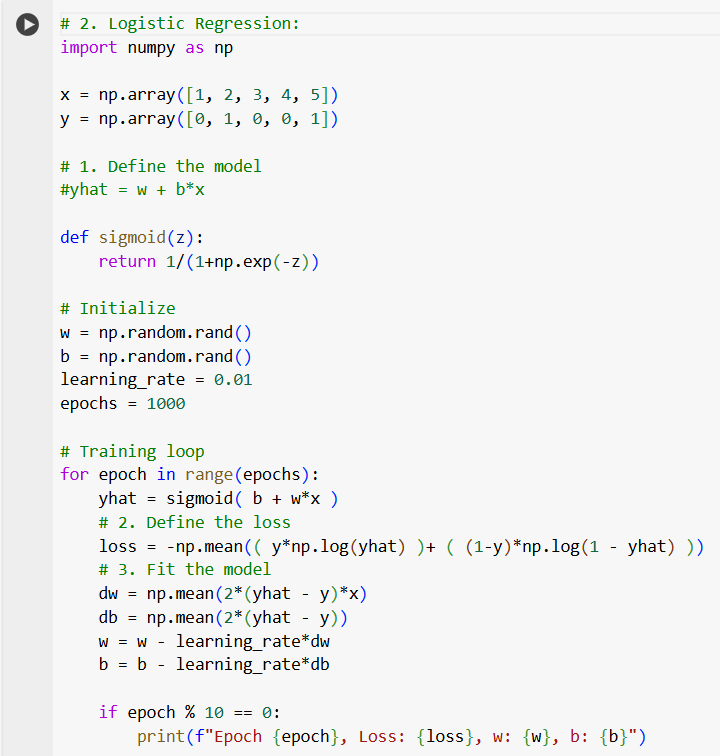 # 2. Logistic Regression:
import numpy as np
x = np.array([1, 2, 3, 4, 5])
y = np.array([0, 1, 0, 0, 1])
# 1. Define the model
#yhat = w + b*x
def sigmoid(z):
    return 1/(1+np.exp(-z))
# Initialize
w = np.random.rand()
b = np.random.rand()
learning_rate = 0.01
epochs = 1000
# Training loop
for epoch in range(epochs):
    yhat = sigmoid( b + w*x )
    # 2. Define the loss
    loss = -np.mean(( y*np.log(yhat) )+ ( (1-y)*np.log(1 - yhat) ))
    # 3. Fit the model
    dw = np.mean(2*(yhat - y)*x)
    db = np.mean(2*(yhat - y))
    w = w - learning_rate*dw
    b = b - learning_rate*db
    if epoch % 10 == 0:
        print(f"Epoch {epoch}, Loss: {loss}, w: {w}, b: {b}")